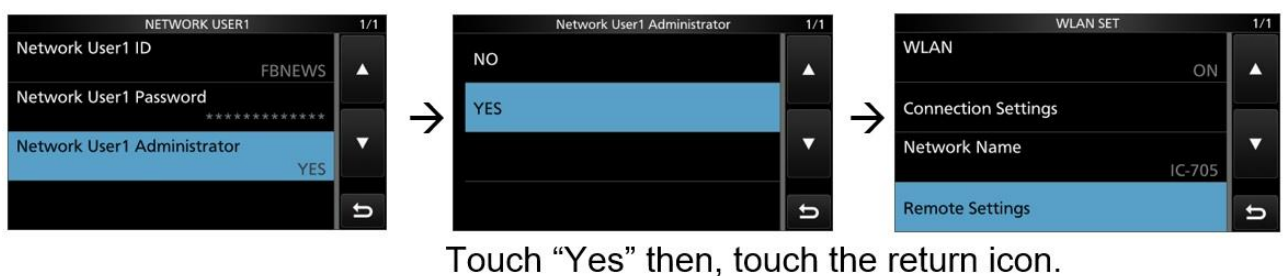 NETWORK USER1 1/1
Network User1 ID
FBNEWS
Network User1 Password
*************
Network User1 Administrator
YES
Network User1 Administrator 1/1
NO
YES
WLAN SET 1/1
WLAN
ON
Connection Settings
Network Name
IC-705
Remote Settings
Touch “Yes” then, touch the return icon.